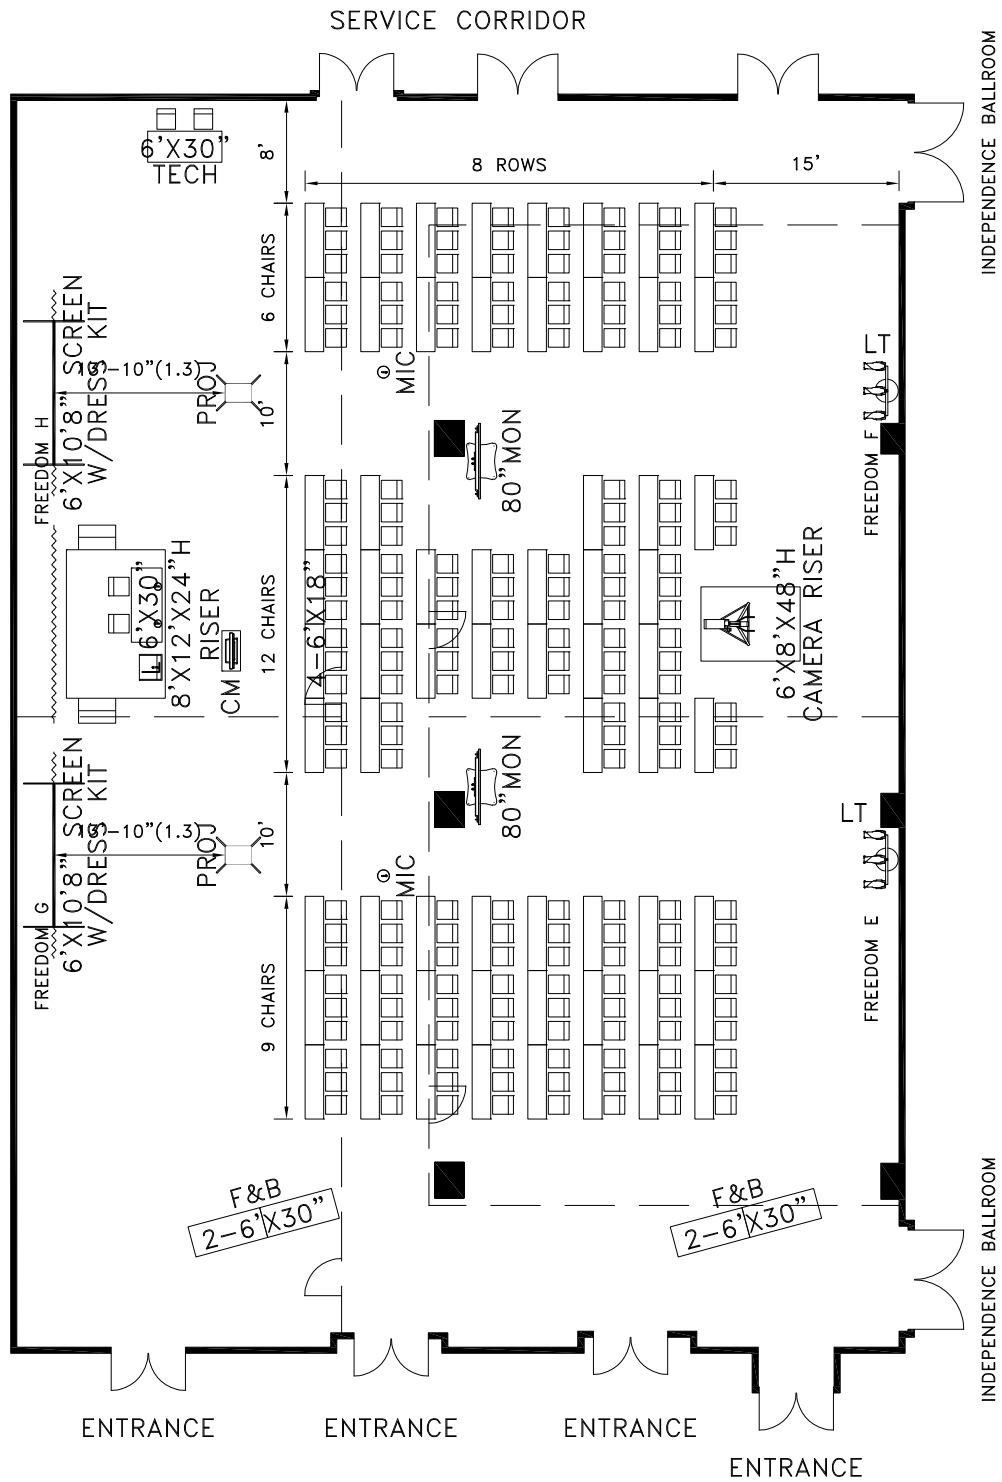 SERVICE CORRIDOR
INDEPENDENCE BALLROOM
6'X30"
TECH
8'
8 ROWS
15'
6 CHAIRS
6'X10'8" SCREEN
W/DRESS KIT
13'-10"(1.3)
PROJ
10'
MIC
LT
FREEDOM H
80"MON
FREEDOM F
6'X30"
8'X12'X24"H
RISER
CM
12 CHAIRS
4-6'X18"
6'X8'X48"H
CAMERA RISER
6'X10'8" SCREEN
W/DRESS KIT
13'-10"(1.3)
PROJ
10'
80"MON
LT
MIC
FREEDOM G
FREEDOM E
9 CHAIRS
F&B
2-6'X30"
F&B
2-6'X30"
INDEPENDENCE BALLROOM
ENTRANCE
ENTRANCE
ENTRANCE
ENTRANCE